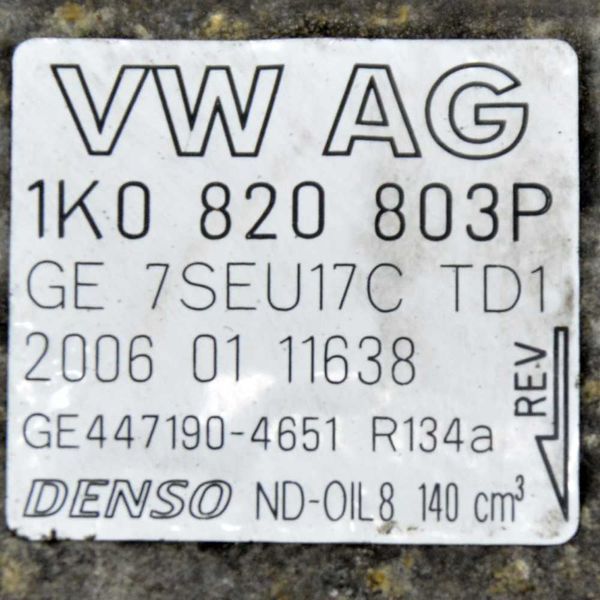 VW AG
1K0 820 803P
GE 7SEU17C TD1
2006 01 11638
REV
GE447190-4651 R134a
DENSO ND-OIL8 140 cm³